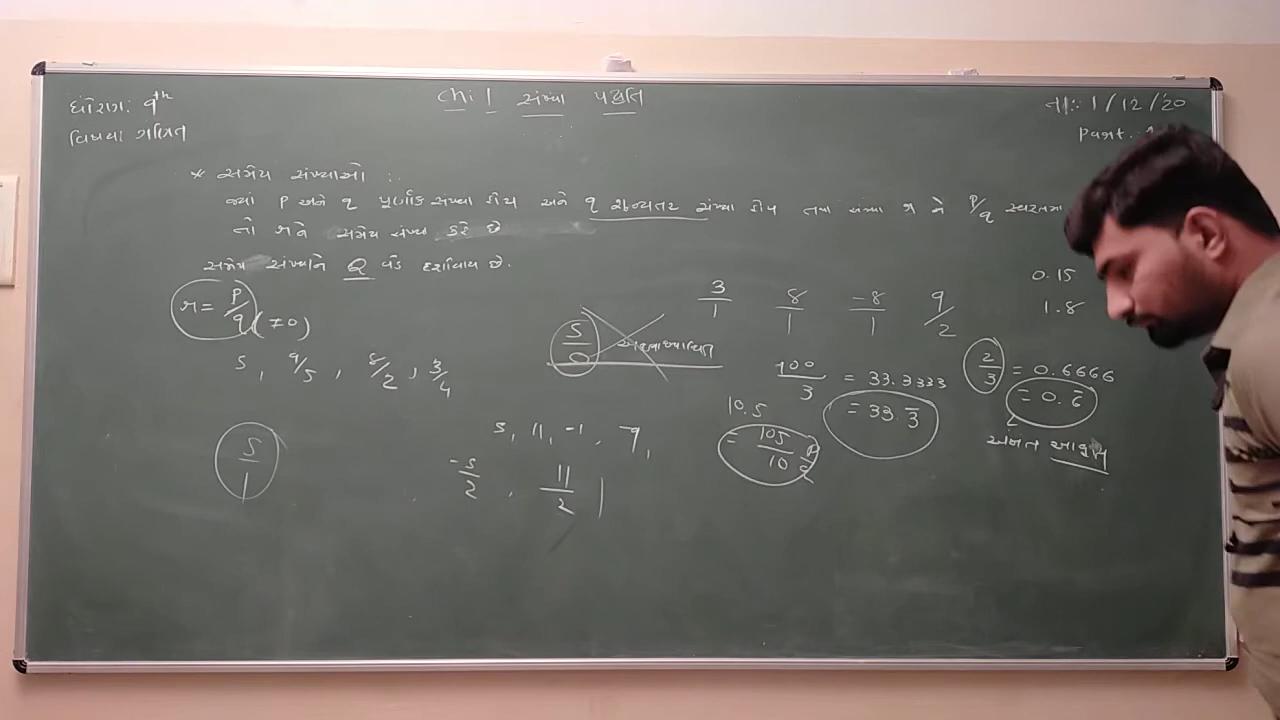 ધોરણ: 9th
Ch: 1 સંખ્યા પદ્ધતિ
તા: 1/12/'20
વિષય: ગણિત
Part:
* સંમેય સંખ્યાઓ :
જ્યાં P અને q પૂર્ણાંક સંખ્યા હોય અને q શૂન્યેતર સંખ્યા હોય તથા સંખ્યા r ને P/q સ્વરૂપમાં
તો r ને સંમેય સંખ્યા કહે છે
સંમેય સંખ્યાને Q વડે દર્શાવાય છે.
r = P/q (≠0)
5, 9/5, 8/2, 3/4
5/1
5/0
3/1 8/1 -8/1 9/2
0.15
1.8
100/3 = 33.3333
= 33.3̅
2/3 = 0.6666
= 0.6̅
અનંત આવૃત
10.5
= 105/10 P/q
5, 11, -1, -9,
-5/2, 11/2